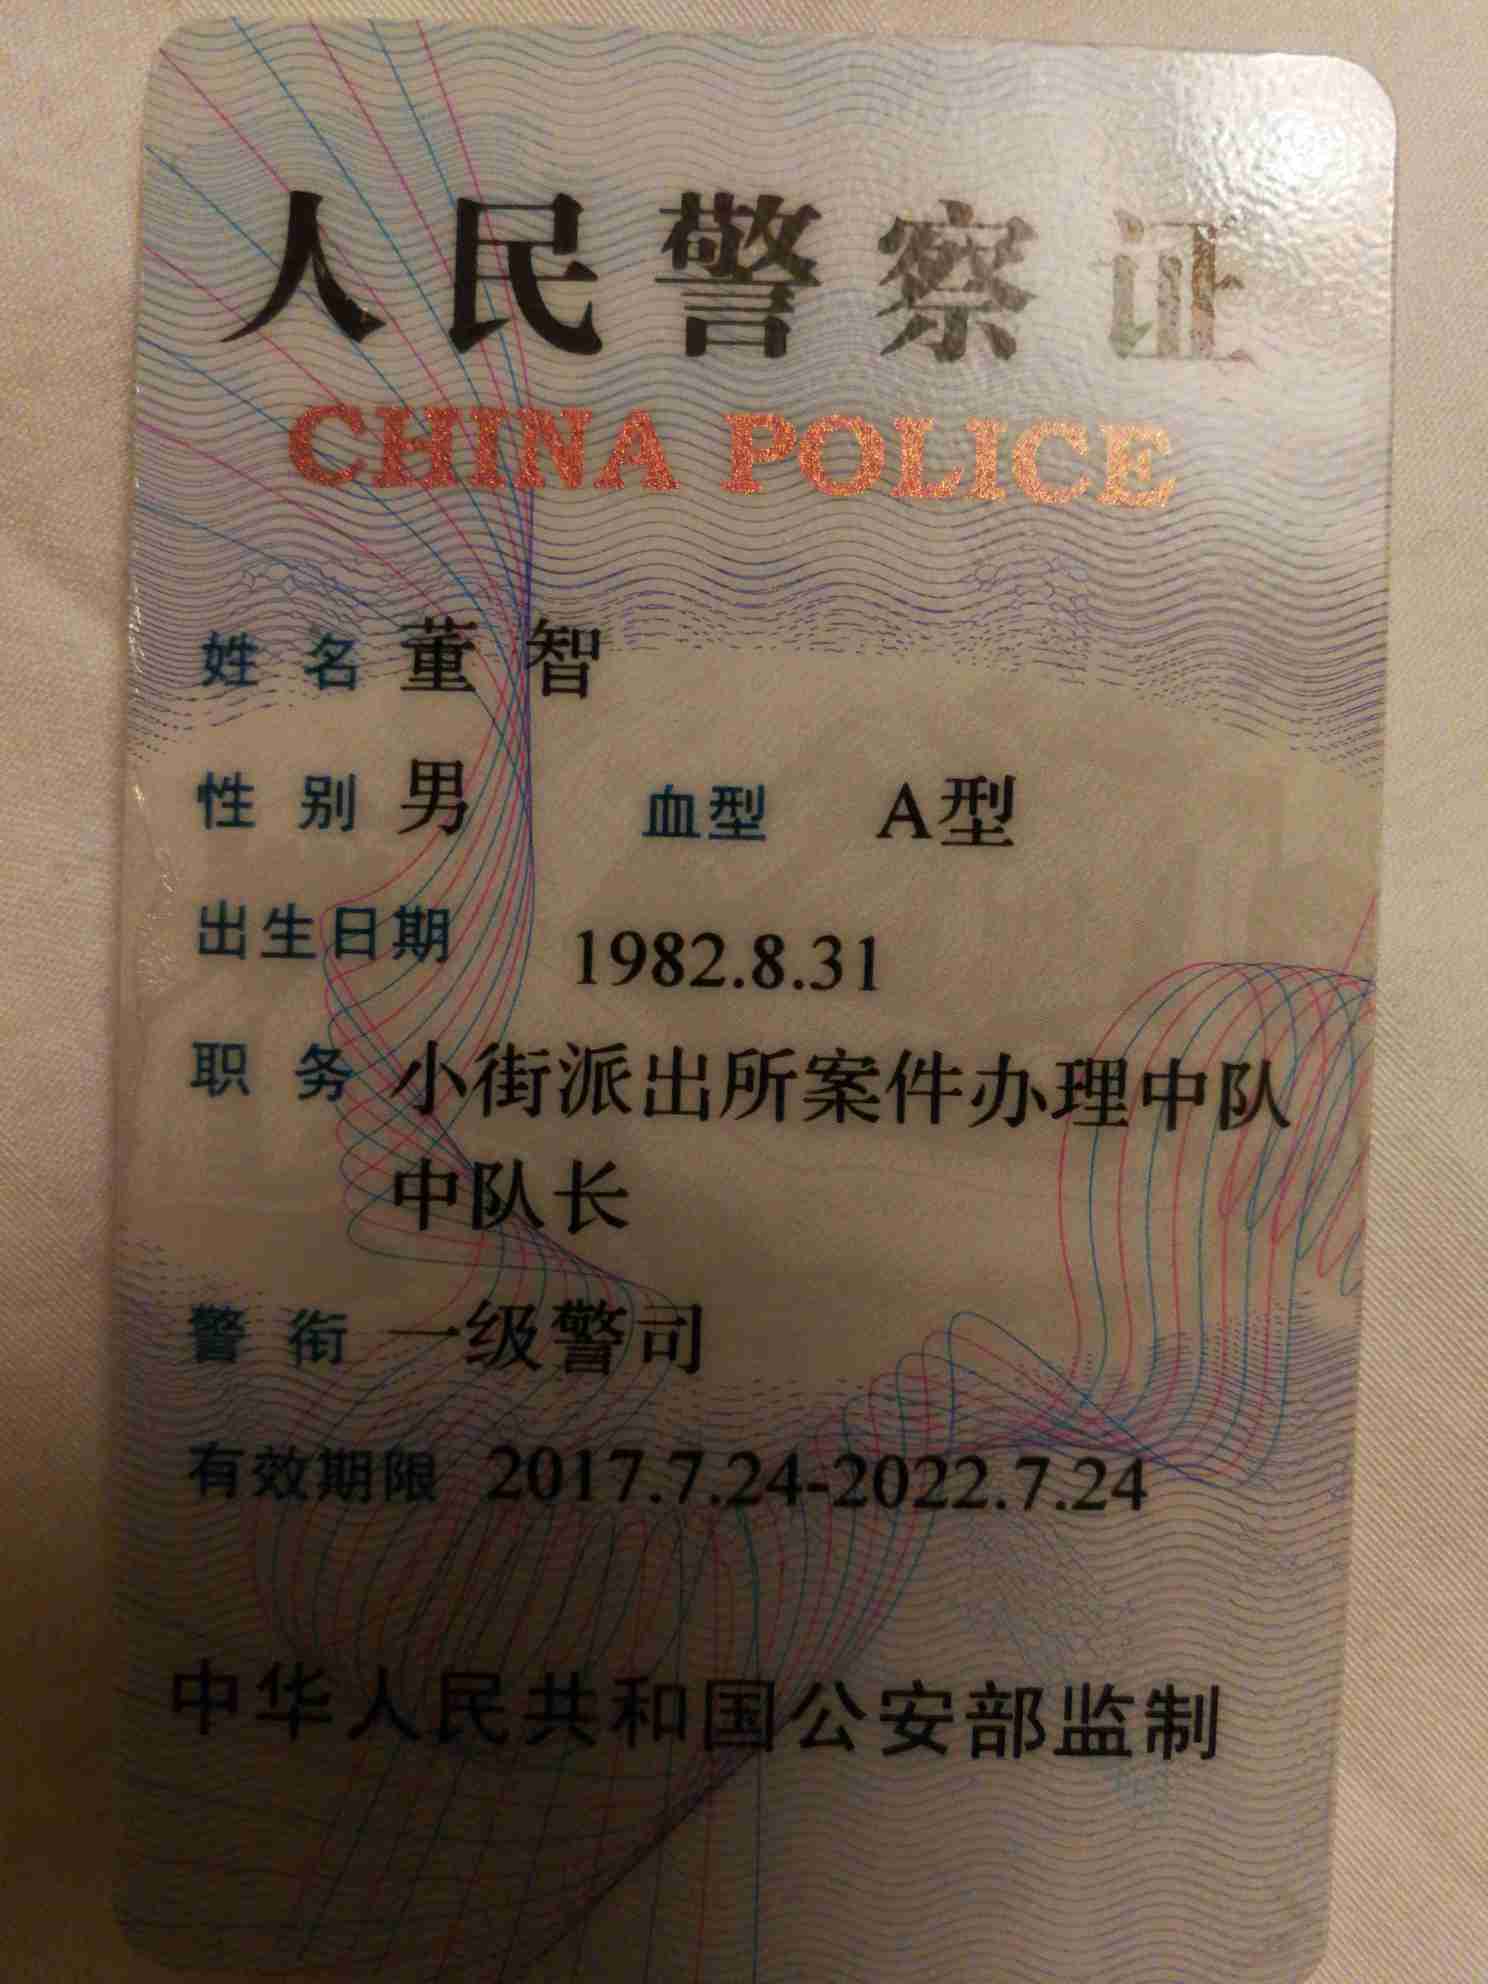 人民警察证
CHINA POLICE
姓 名 董 智
性 别 男 血型 A型
出生日期 1982.8.31
职 务 小街派出所案件办理中队
中队长
警 衔 一级警司
有效期限 2017.7.24-2022.7.24
中华人民共和国公安部监制